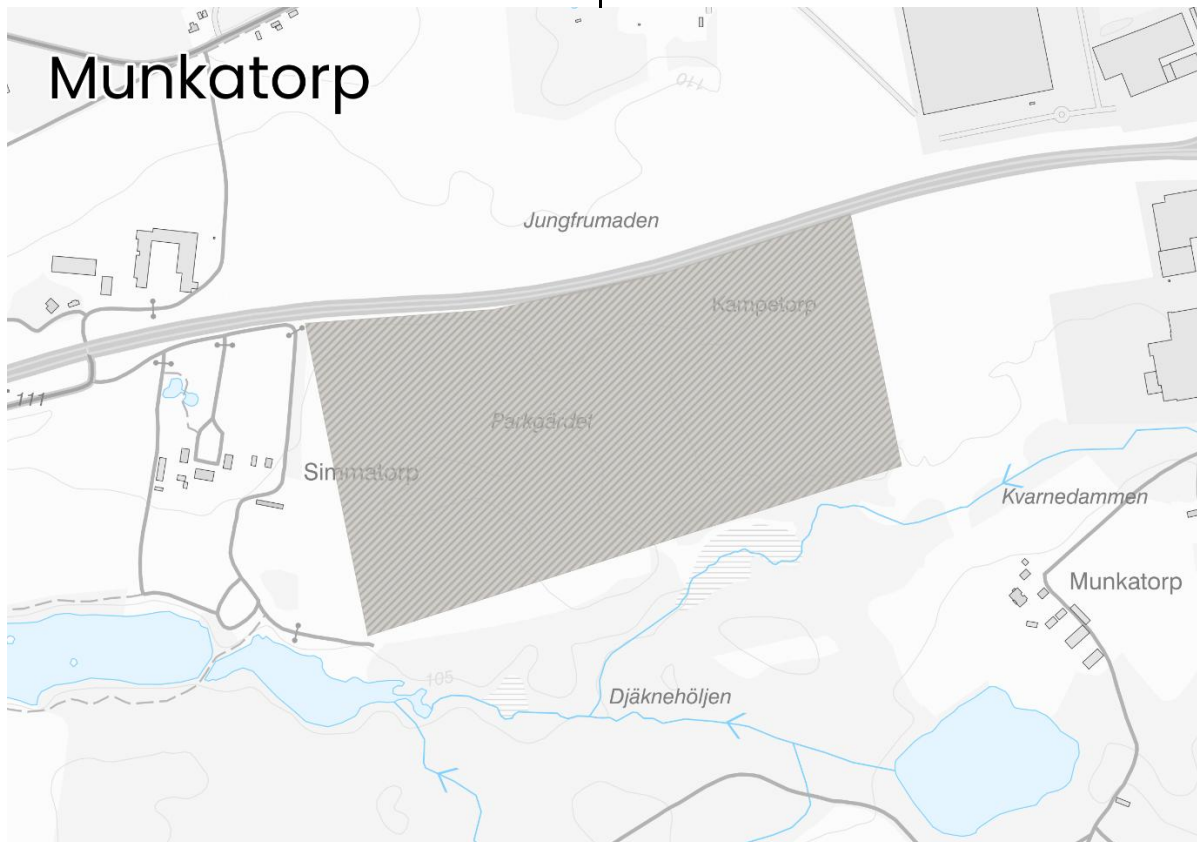 Munkatorp
110
Jungfrumaden
Kampetorp
111
Parkgärdet
Simmatorp
Kvarnedammen
Munkatorp
105
Djäknehöljen